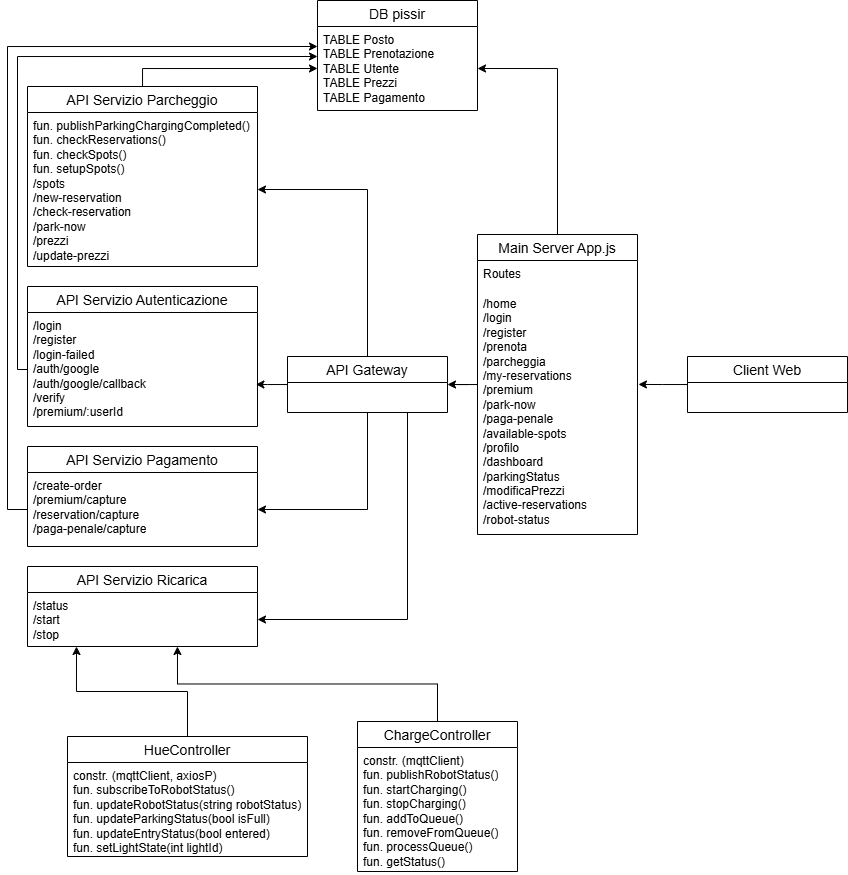 DB pissir
TABLE Posto
TABLE Prenotazione
TABLE Utente
TABLE Prezzi
TABLE Pagamento
API Servizio Parcheggio
fun. publishParkingChargingCompleted()
fun. checkReservations()
fun. checkSpots()
fun. setupSpots()
/spots
/new-reservation
/check-reservation
/park-now
/prezzi
/update-prezzi
API Servizio Autenticazione
/login
/register
/login-failed
/auth/google
/auth/google/callback
/verify
/premium/:userId
API Servizio Pagamento
/create-order
/premium/capture
/reservation/capture
/paga-penale/capture
API Servizio Ricarica
/status
/start
/stop
API Gateway
Main Server App.js
Routes
/home
/login
/register
/prenota
/parcheggia
/my-reservations
/premium
/park-now
/paga-penale
/available-spots
/profilo
/dashboard
/parkingStatus
/modificaPrezzi
/active-reservations
/robot-status
Client Web
HueController
constr. (mqttClient, axiosP)
fun. subscribeToRobotStatus()
fun. updateRobotStatus(string robotStatus)
fun. updateParkingStatus(bool isFull)
fun. updateEntryStatus(bool entered)
fun. setLightState(int lightId)
ChargeController
constr. (mqttClient)
fun. publishRobotStatus()
fun. startCharging()
fun. stopCharging()
fun. addToQueue()
fun. removeFromQueue()
fun. processQueue()
fun. getStatus()